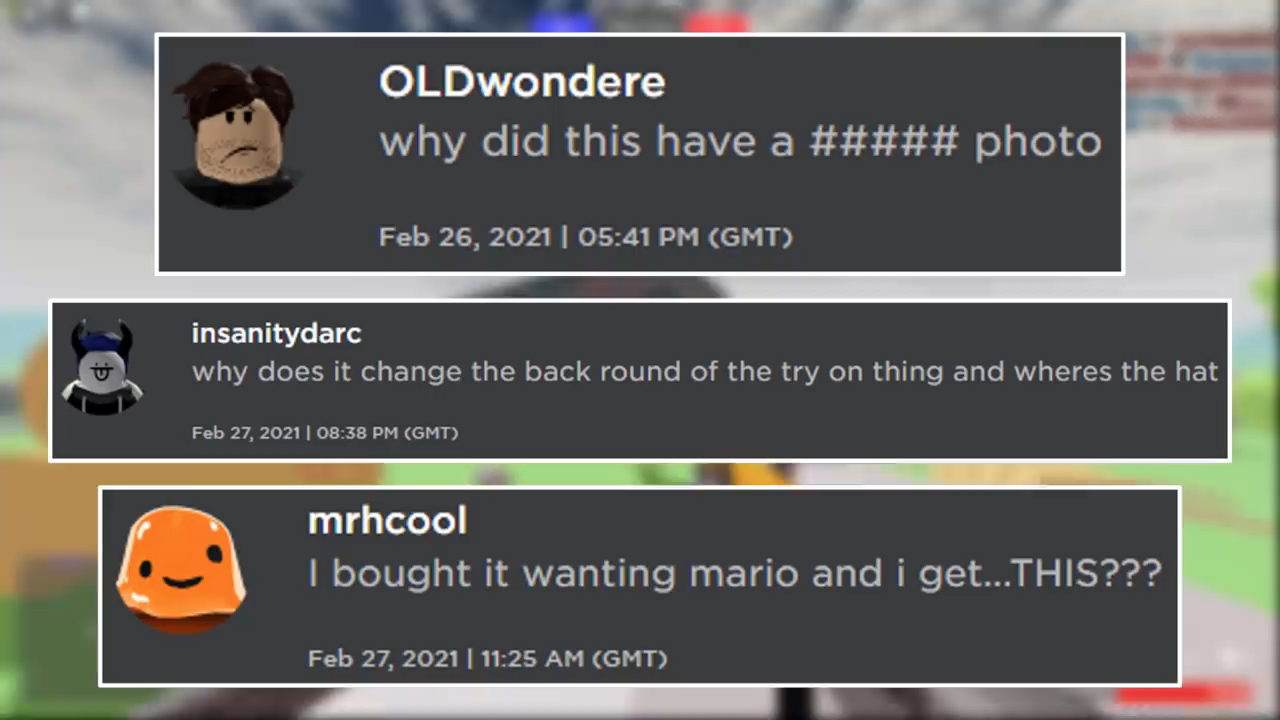 OLDwondere
why did this have a ##### photo
Feb 26, 2021 | 05:41 PM (GMT)
insanitydarc
why does it change the back round of the try on thing and wheres the hat
Feb 27, 2021 | 08:38 PM (GMT)
mrhcool
I bought it wanting mario and i get...THIS???
Feb 27, 2021 | 11:25 AM (GMT)